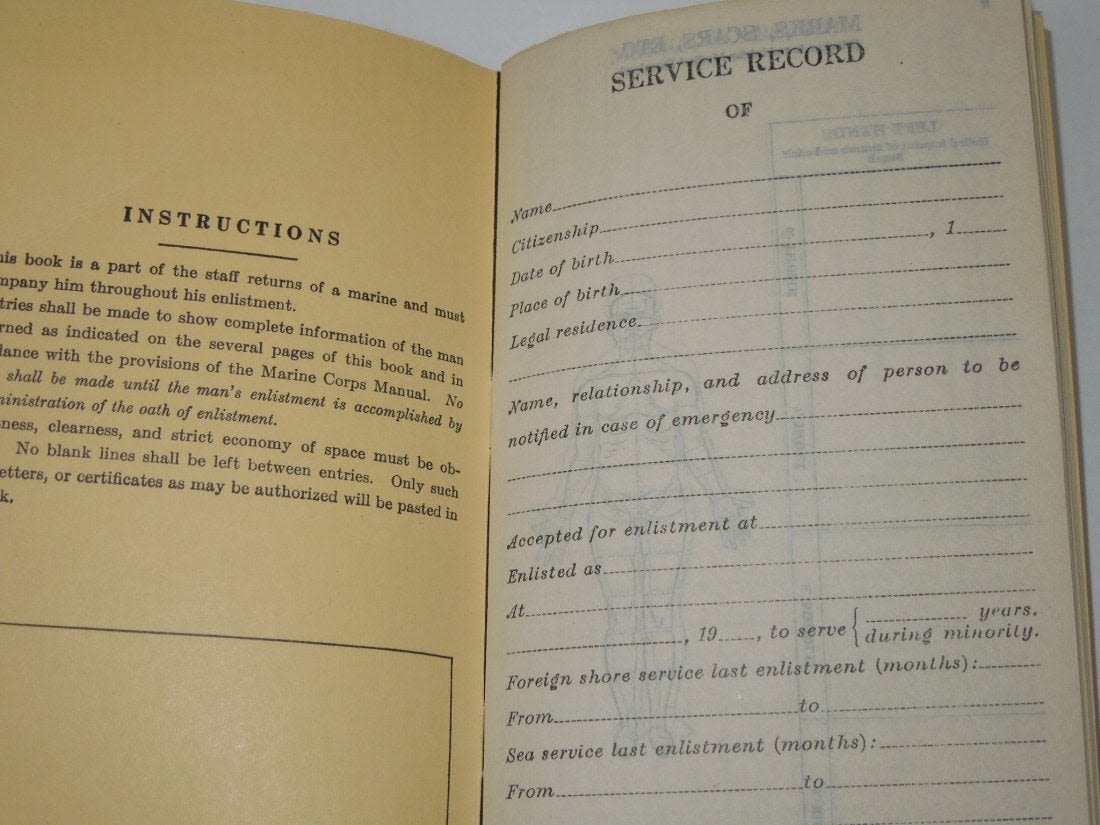 INSTRUCTIONS
his book is a part of the staff returns of a marine and must
mpany him throughout his enlistment.
tries shall be made to show complete information of the man
rned as indicated on the several pages of this book and in
dance with the provisions of the Marine Corps Manual. No
shall be made until the man's enlistment is accomplished by
ministration of the oath of enlistment.
ness, clearness, and strict economy of space must be ob-
No blank lines shall be left between entries. Only such
etters, or certificates as may be authorized will be pasted in
k.
MARKS, SCARS, ETC.
SERVICE RECORD
OF
LEFT HAND
Name
Citizenship
Date of birth , 1
Place of birth
Legal residence
Name, relationship, and address of person to be
notified in case of emergency
Accepted for enlistment at
Enlisted as
At
, 19 , to serve { years.
during minority.
Foreign shore service last enlistment (months):
From to
Sea service last enlistment (months):
From to